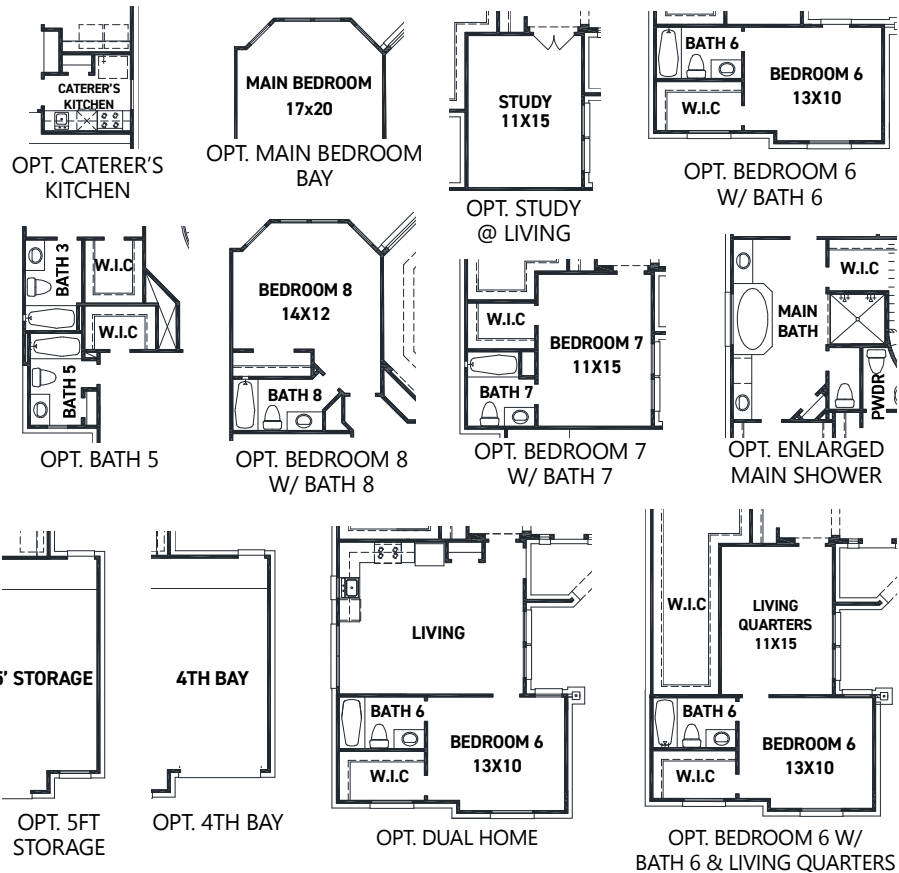 CATERER'S
KITCHEN
OPT. CATERER'S
KITCHEN
MAIN BEDROOM
17x20
OPT. MAIN BEDROOM
BAY
STUDY
11X15
OPT. STUDY
@ LIVING
BATH 6
BEDROOM 6
13X10
W.I.C
OPT. BEDROOM 6
W/ BATH 6
BATH 3
W.I.C
W.I.C
BATH 5
OPT. BATH 5
BEDROOM 8
14X12
BATH 8
OPT. BEDROOM 8
W/ BATH 8
W.I.C
BEDROOM 7
11X15
BATH 7
OPT. BEDROOM 7
W/ BATH 7
W.I.C
MAIN
BATH
PWDR
OPT. ENLARGED
MAIN SHOWER
5' STORAGE
OPT. 5FT
STORAGE
4TH BAY
OPT. 4TH BAY
LIVING
BATH 6
BEDROOM 6
13X10
W.I.C
OPT. DUAL HOME
W.I.C
LIVING
QUARTERS
11X15
BATH 6
BEDROOM 6
13X10
W.I.C
OPT. BEDROOM 6 W/
BATH 6 & LIVING QUARTERS